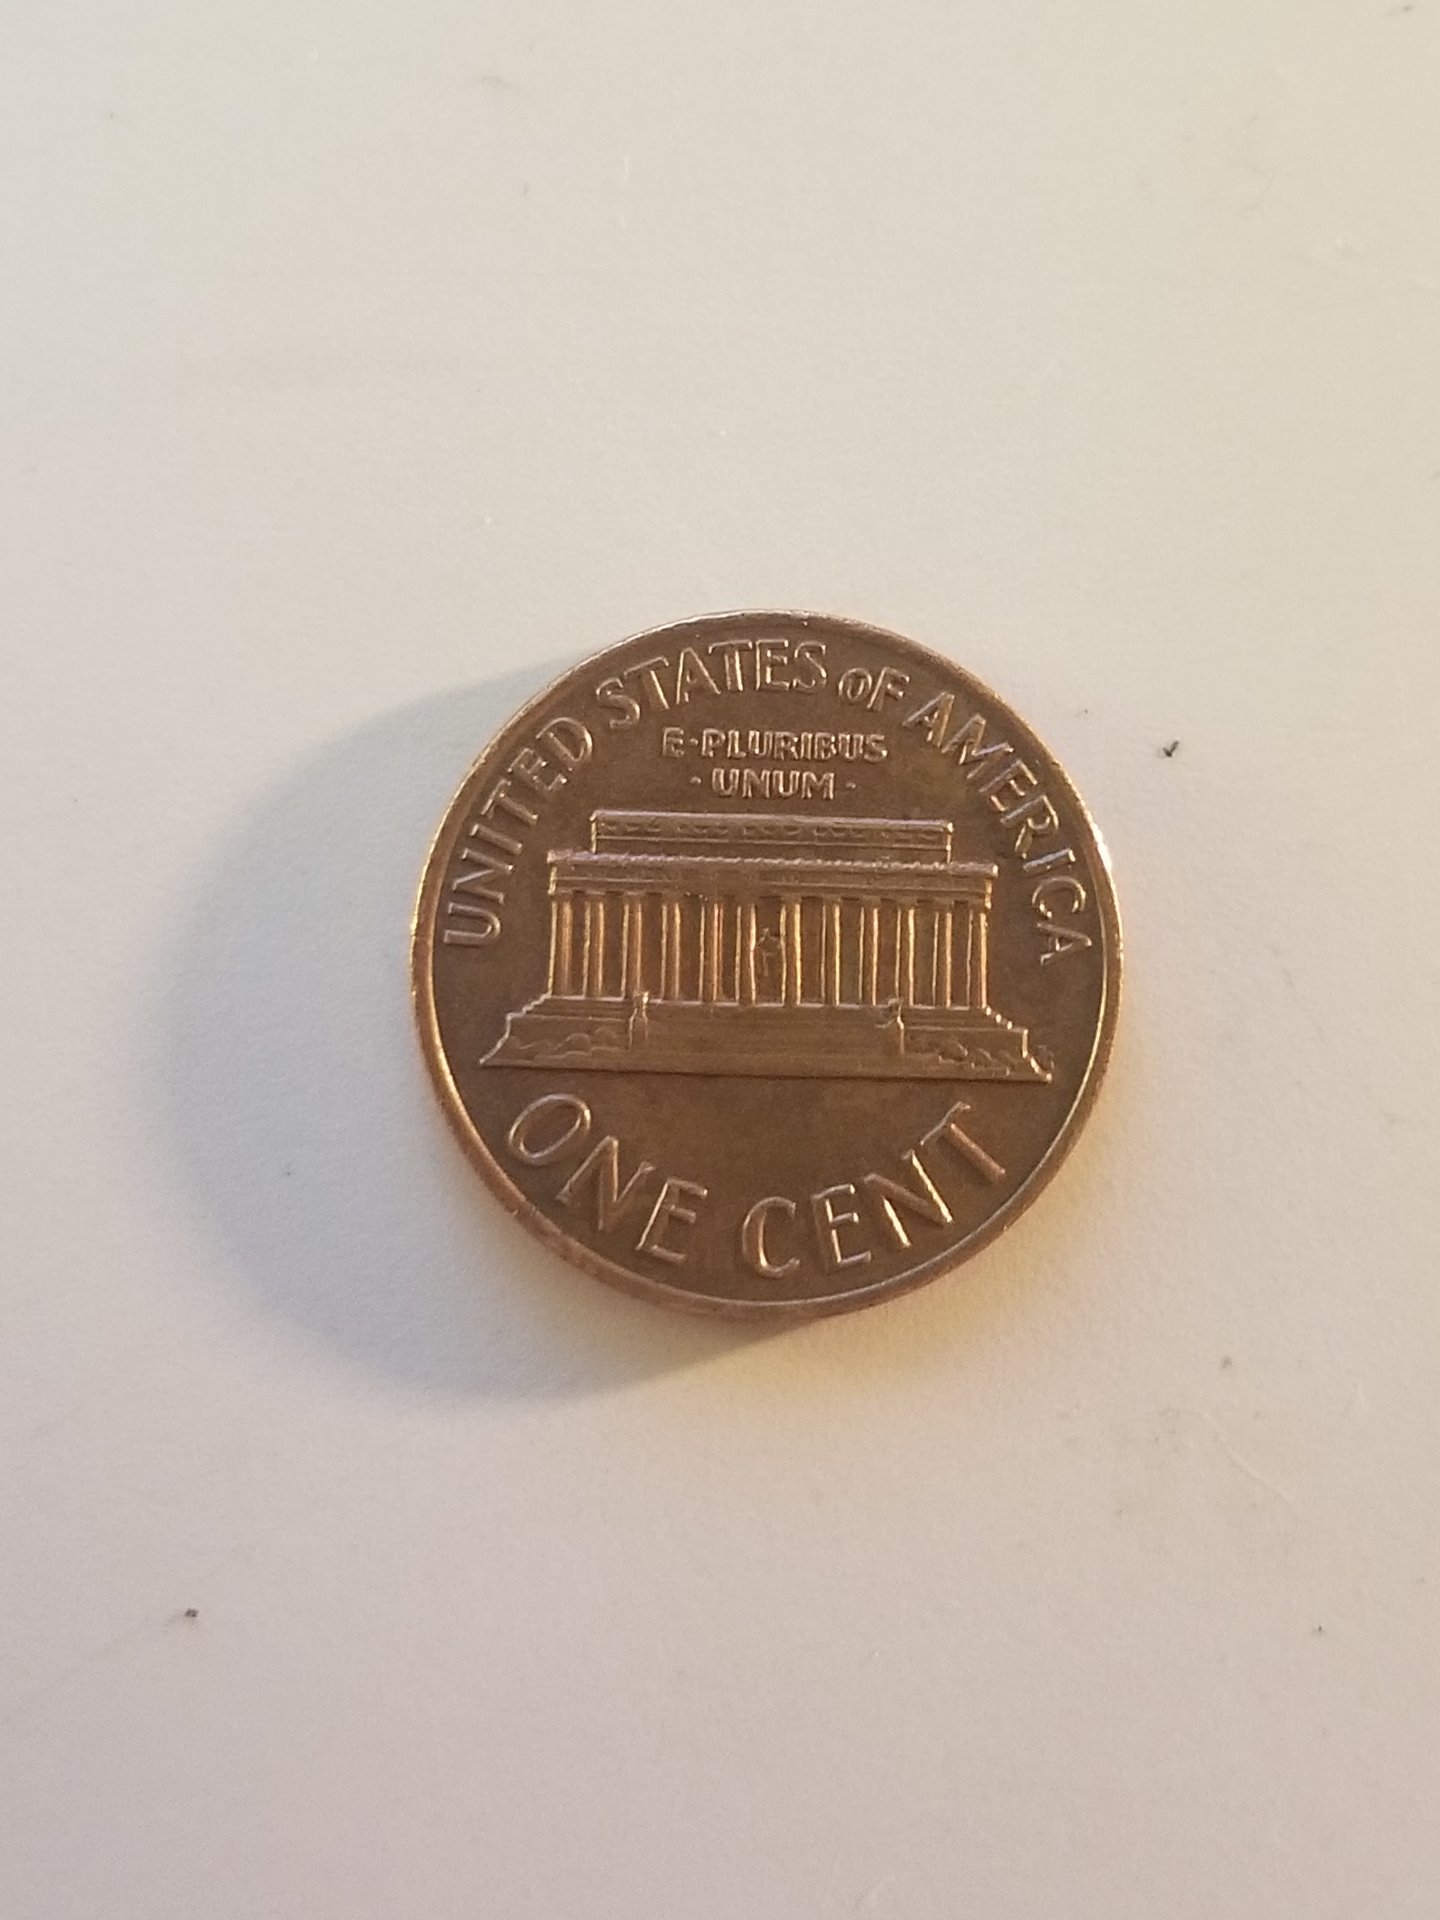 UNITED STATES OF AMERICA
E·PLURIBUS
·UNUM·
ONE CENT